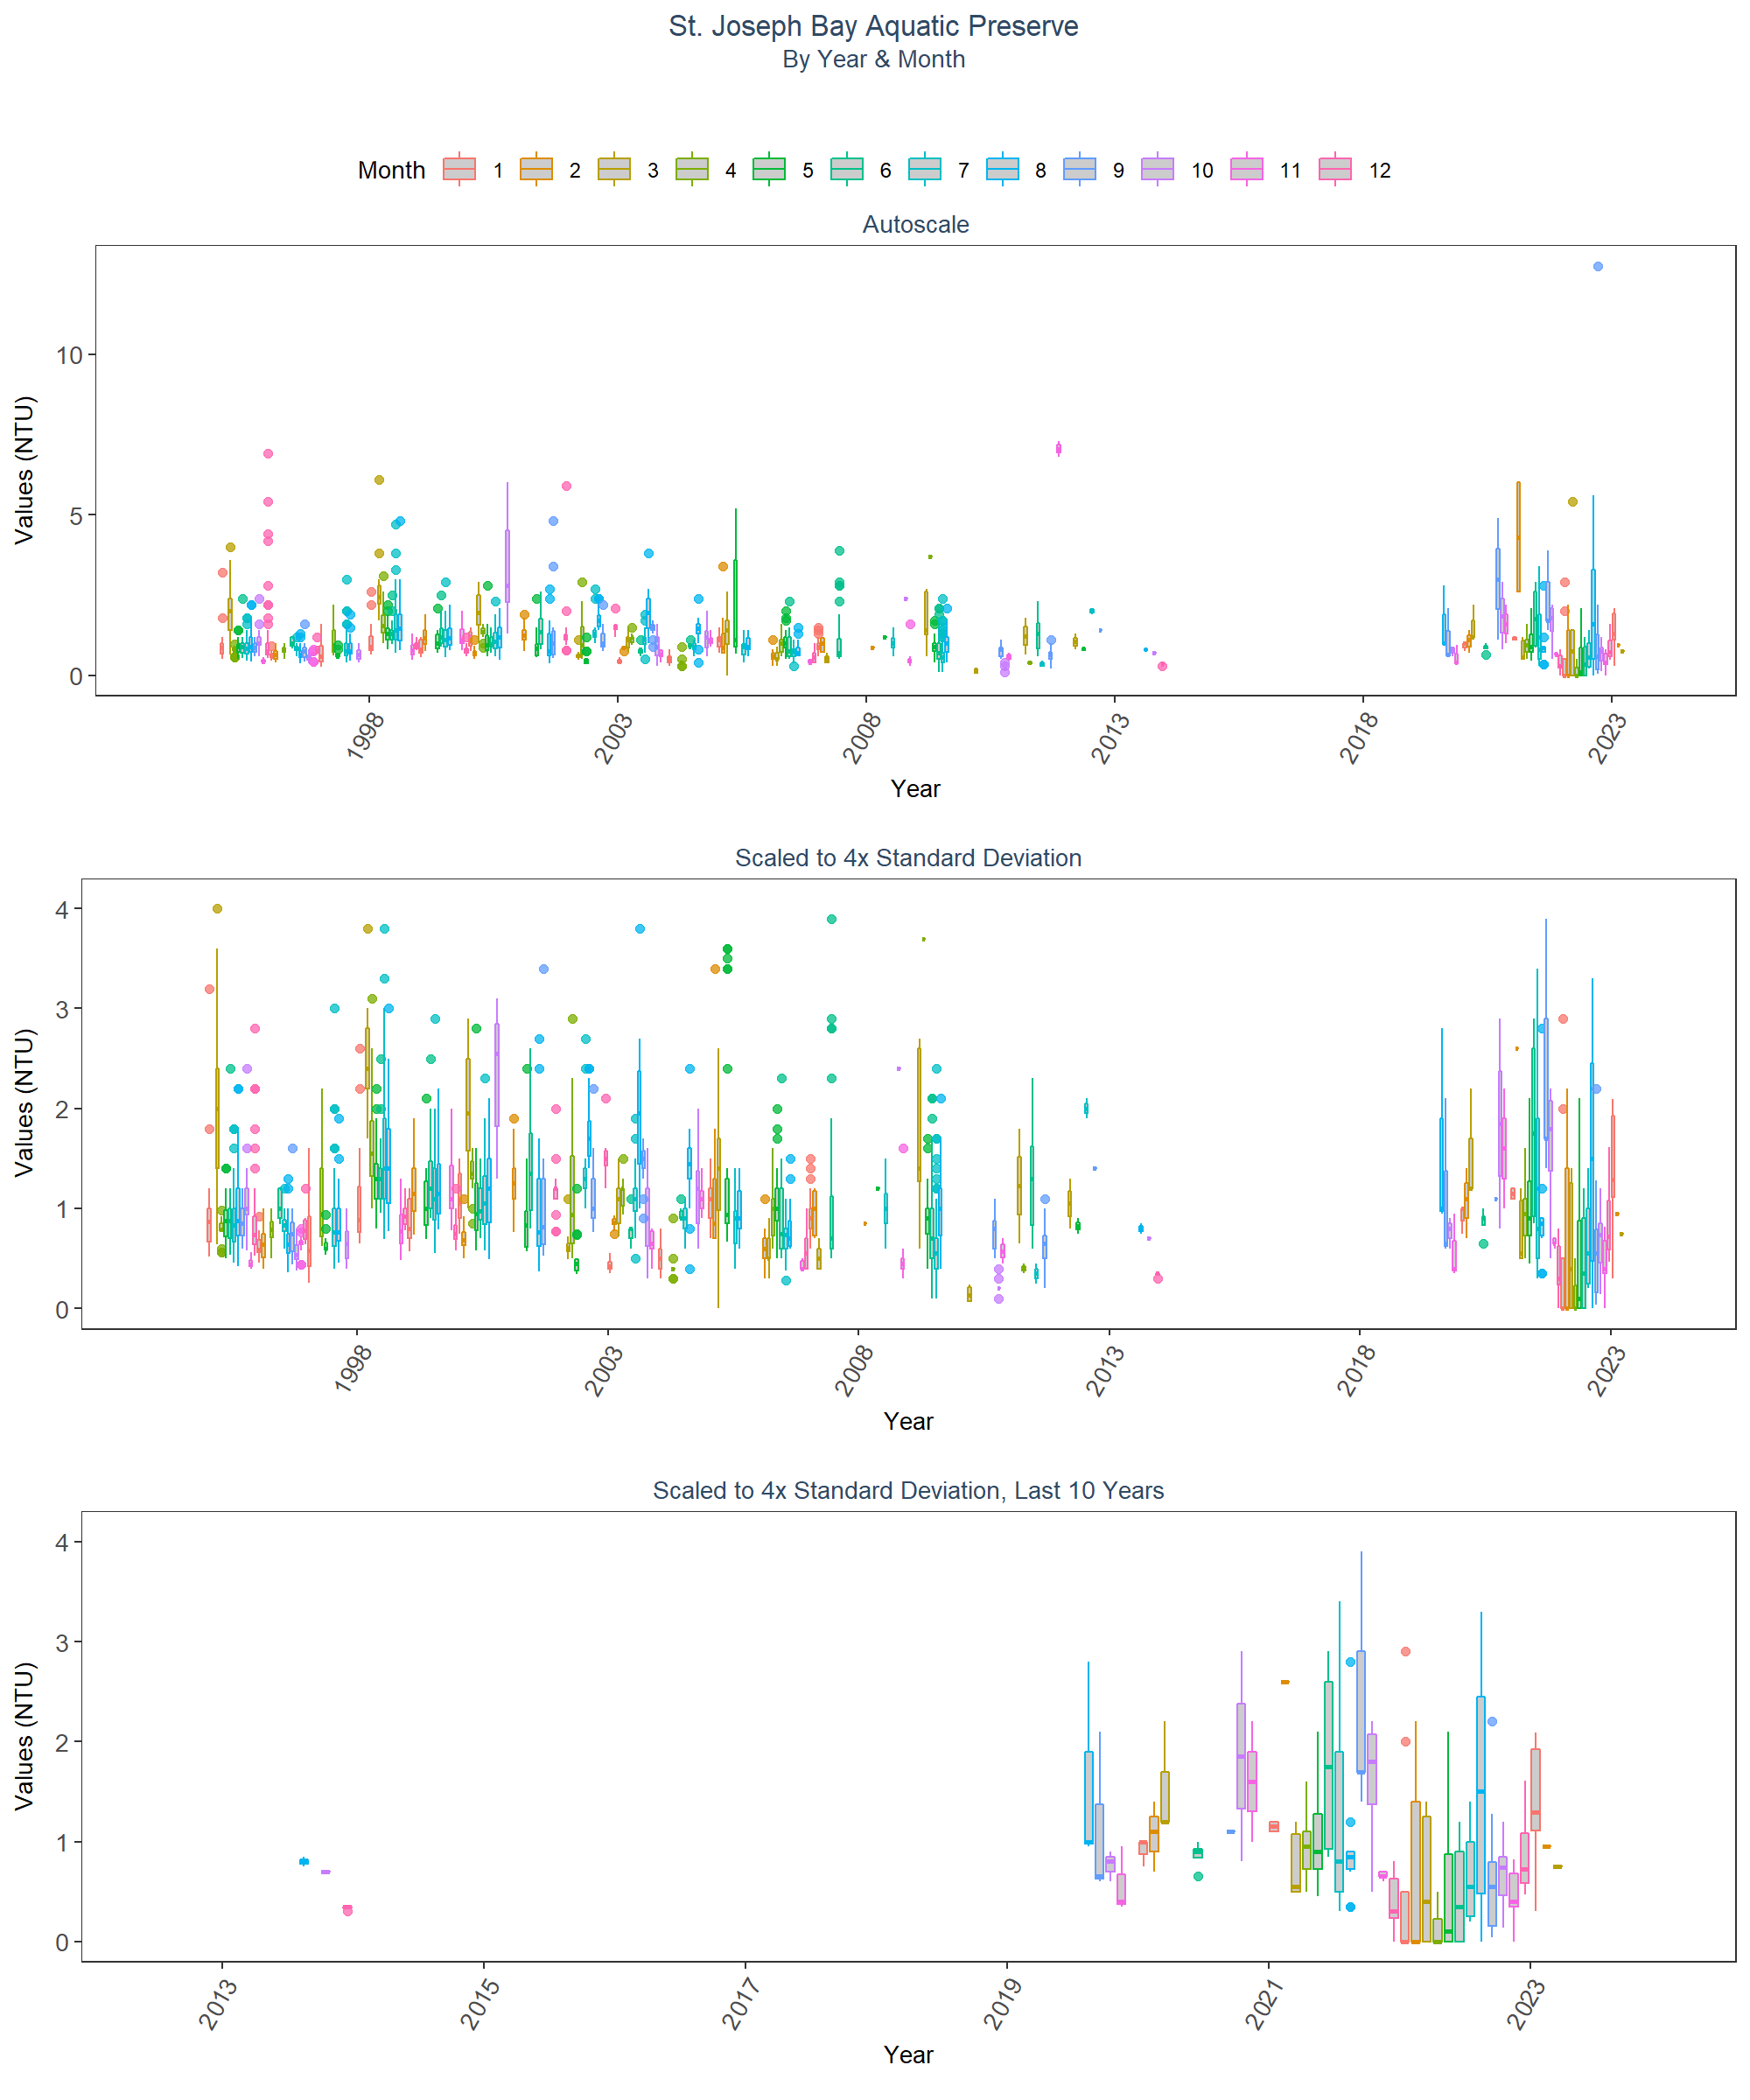 St. Joseph Bay Aquatic Preserve
By Year & Month
Month 1 2 3 4 5 6 7 8 9 10 11 12
Autoscale
Values (NTU)
10
5
0
1998 2003 2008 2013 2018 2023
Year
Scaled to 4x Standard Deviation
Values (NTU)
4
3
2
1
0
1998 2003 2008 2013 2018 2023
Year
Scaled to 4x Standard Deviation, Last 10 Years
Values (NTU)
4
3
2
1
0
2013 2015 2017 2019 2021 2023
Year